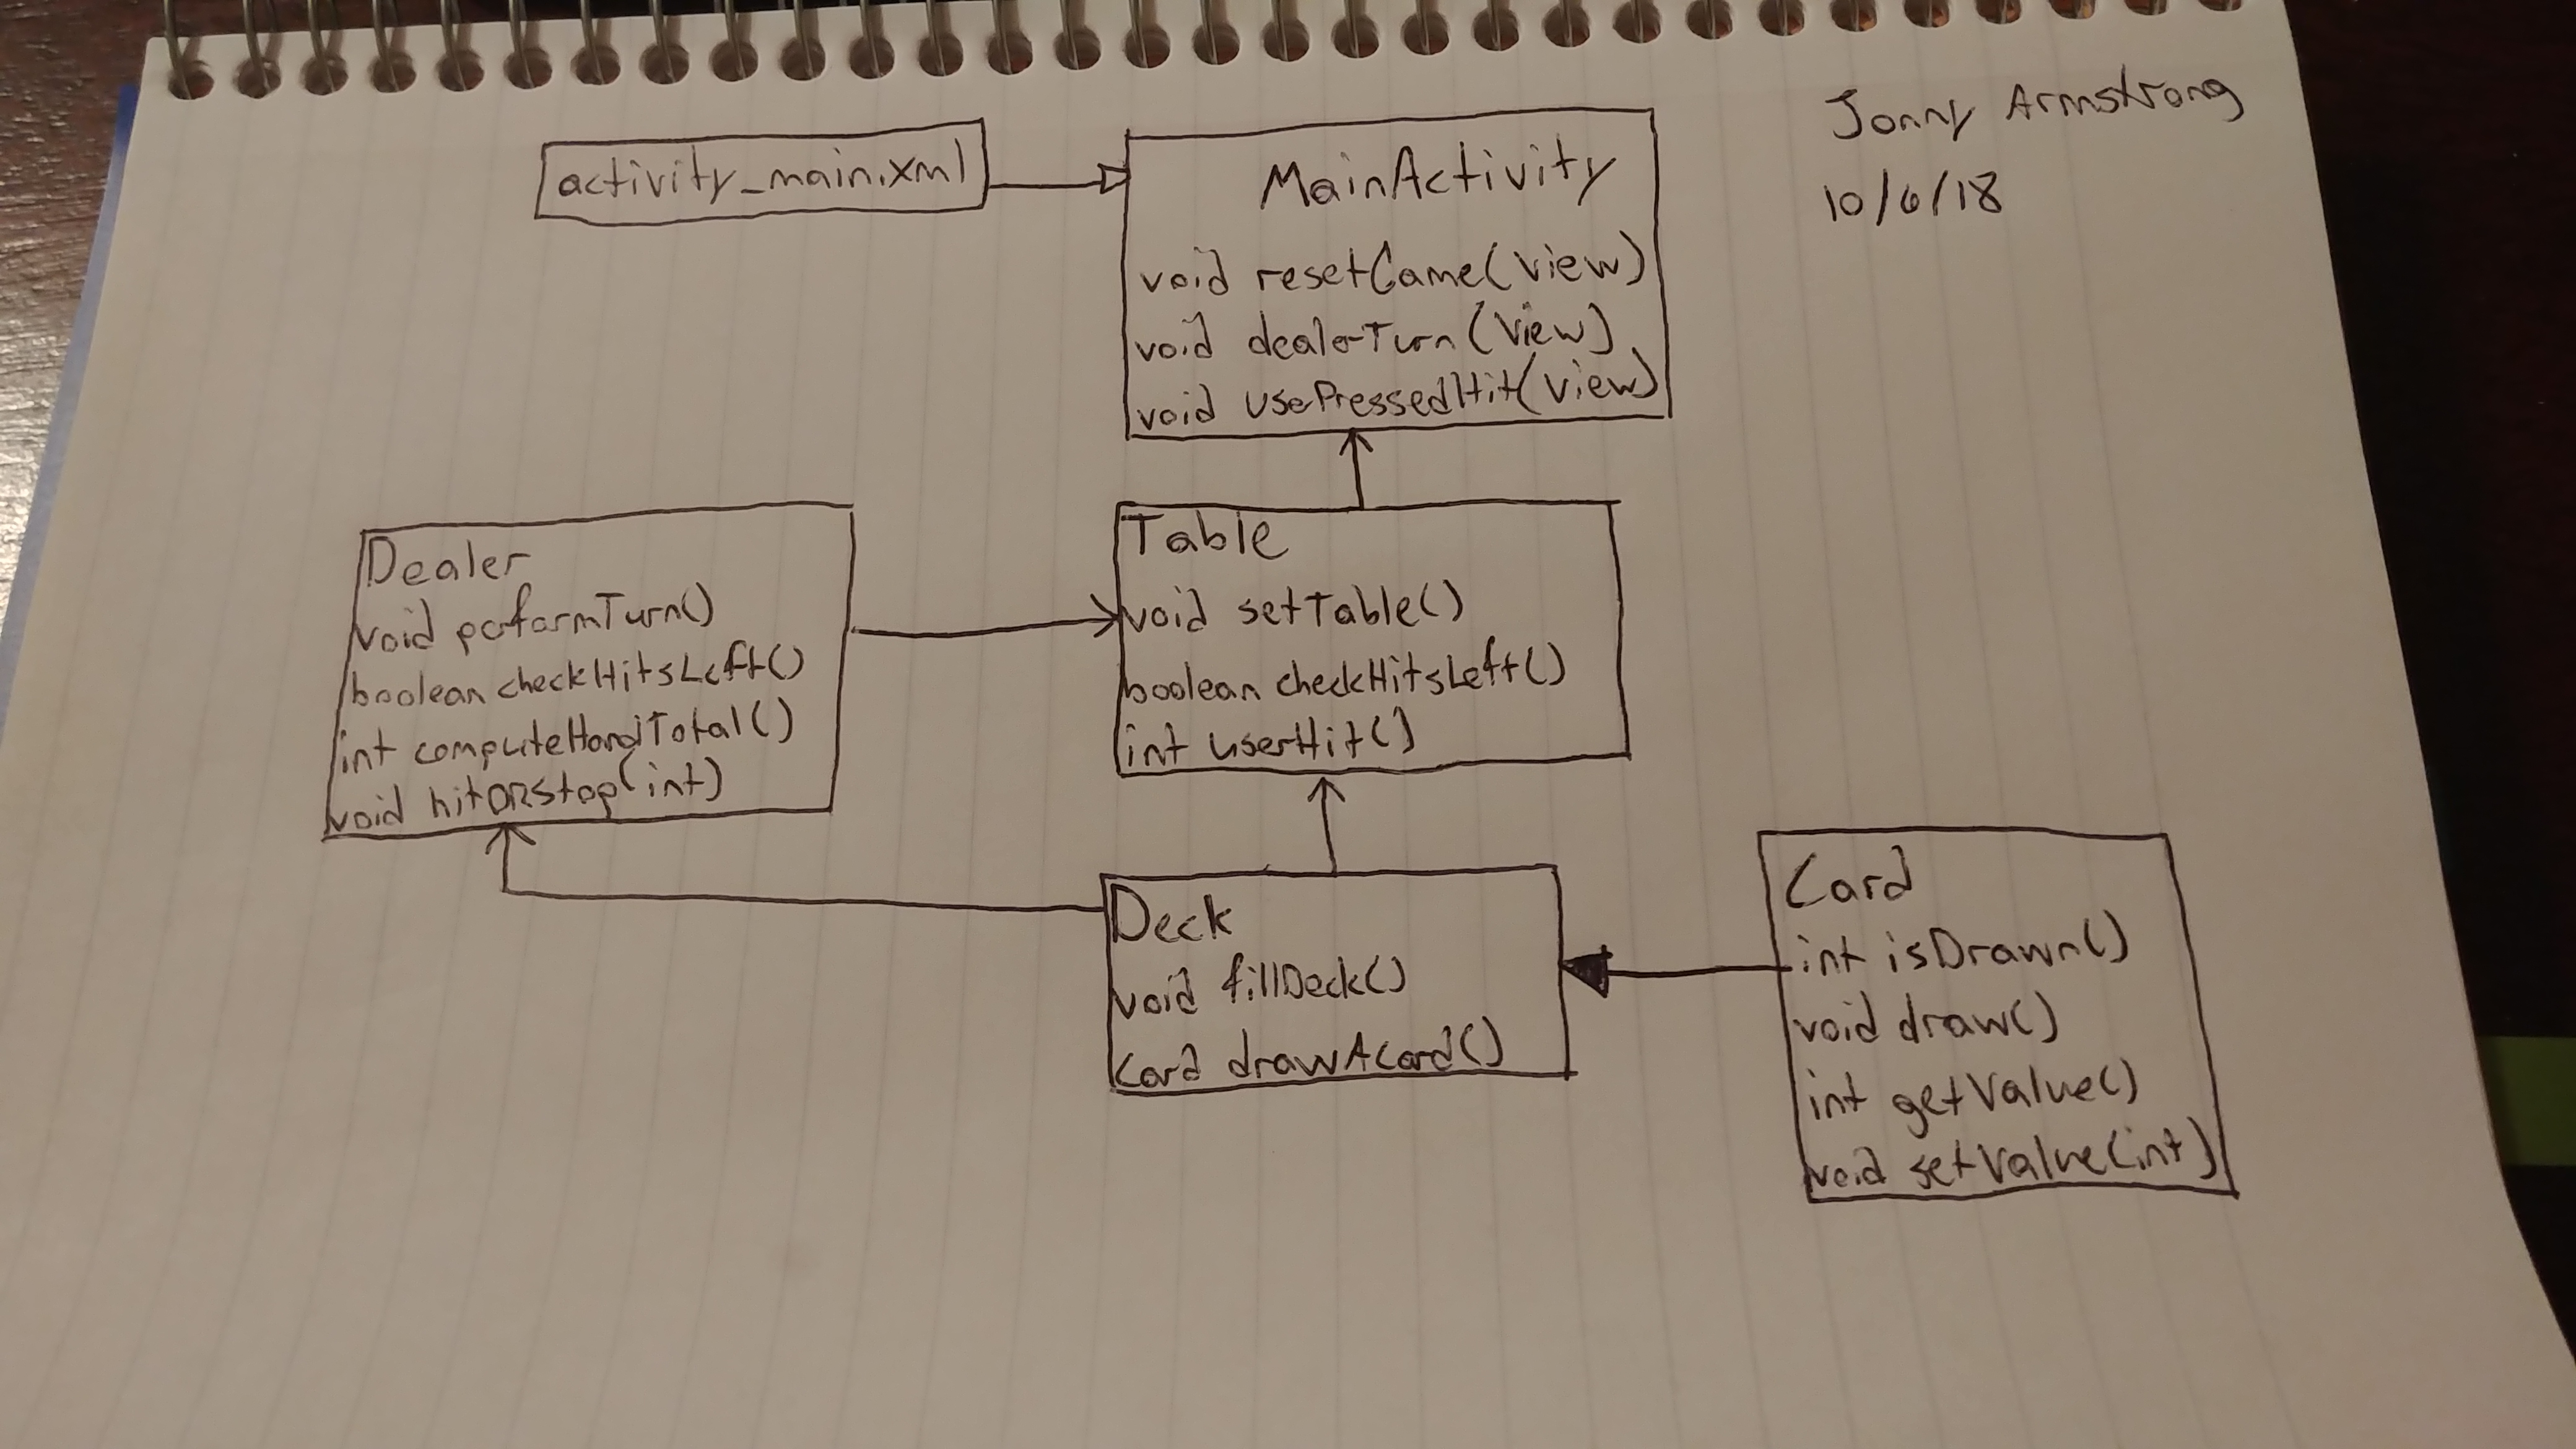 Jonny Armstrong
10/6/18
activity_main.xml
MainActivity
void resetGame(View)
void dealerTurn(View)
void usePressedHit(View)
Dealer
void performTurn()
boolean checkHitsLeft()
int computeHandTotal()
void hitORstop(int)
Table
void setTable()
boolean checkHitsLeft()
int userHit()
Deck
void fillDeck()
Card drawACard()
Card
int isDrawn()
void draw()
int getValue()
void setValue(int)